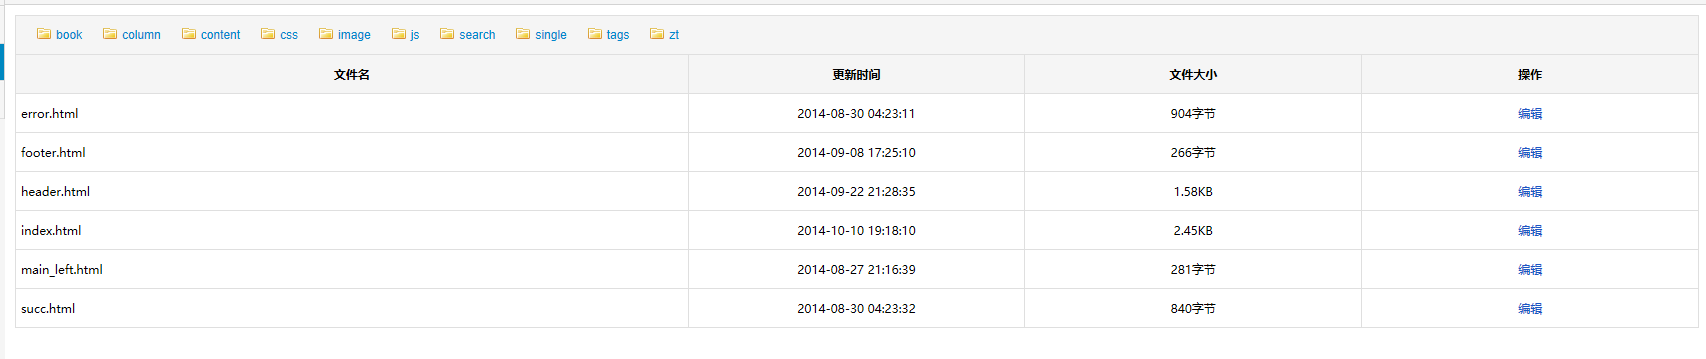 book column content css image js search single tags zt
文件名 更新时间 文件大小 操作
error.html 2014-08-30 04:23:11 904字节 编辑
footer.html 2014-09-08 17:25:10 266字节 编辑
header.html 2014-09-22 21:28:35 1.58KB 编辑
index.html 2014-10-10 19:18:10 2.45KB 编辑
main_left.html 2014-08-27 21:16:39 281字节 编辑
succ.html 2014-08-30 04:23:32 840字节 编辑